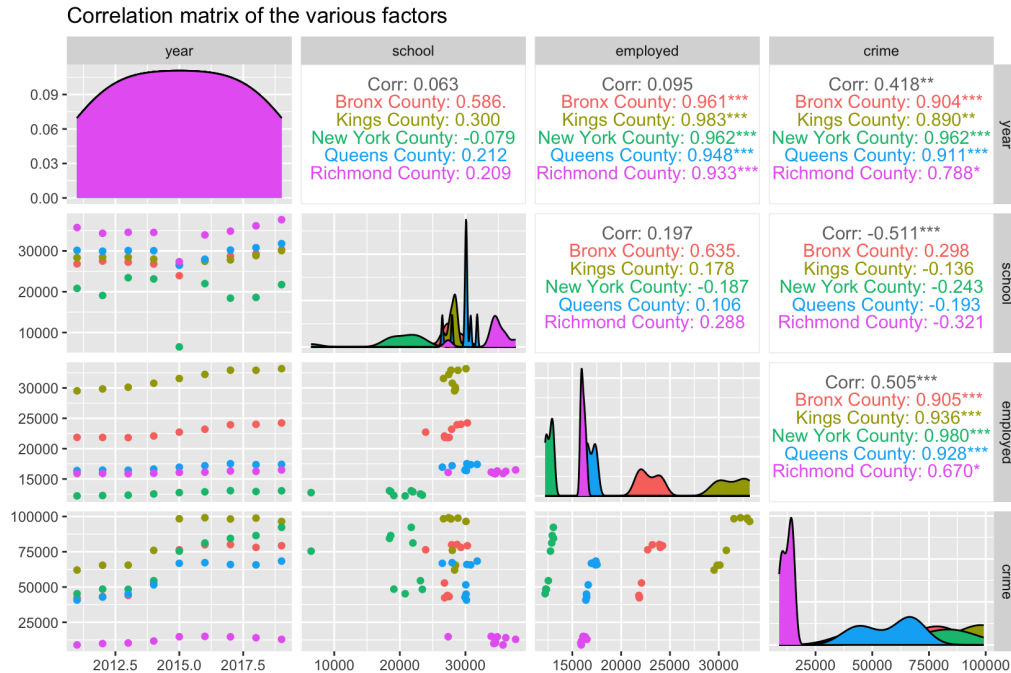 Correlation matrix of the various factors
year
school
employed
crime
0.09
0.06
0.03
0.00
Corr: 0.063
Bronx County: 0.586.
Kings County: 0.300
New York County: -0.079
Queens County: 0.212
Richmond County: 0.209
Corr: 0.095
Bronx County: 0.961***
Kings County: 0.983***
New York County: 0.962***
Queens County: 0.948***
Richmond County: 0.933***
Corr: 0.418**
Bronx County: 0.904***
Kings County: 0.890**
New York County: 0.962***
Queens County: 0.911***
Richmond County: 0.788*
year
30000
20000
10000
Corr: 0.197
Bronx County: 0.635.
Kings County: 0.178
New York County: -0.187
Queens County: 0.106
Richmond County: 0.288
Corr: -0.511***
Bronx County: 0.298
Kings County: -0.136
New York County: -0.243
Queens County: -0.193
Richmond County: -0.321
school
30000
25000
20000
15000
Corr: 0.505***
Bronx County: 0.905***
Kings County: 0.936***
New York County: 0.980***
Queens County: 0.928***
Richmond County: 0.670*
employed
100000
75000
50000
25000
crime
2012.5
2015.0
2017.5
10000
20000
30000
15000
20000
25000
30000
25000
50000
75000
100000